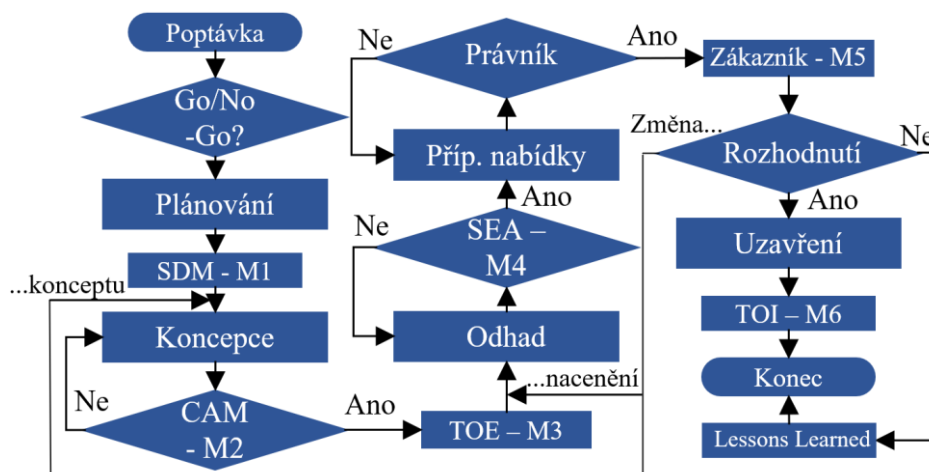 Poptávka
Go/No
-Go?
Plánování
SDM - M1
...konceptu
Koncepce
Ne
CAM
- M2
Ano
TOE – M3
...nacenění
Odhad
Ne
SEA –
M4
Ano
Příp. nabídky
Ne
Právník
Ano
Zákazník - M5
Změna...
Rozhodnutí
Ne
Ano
Uzavření
TOI – M6
Konec
Lessons Learned